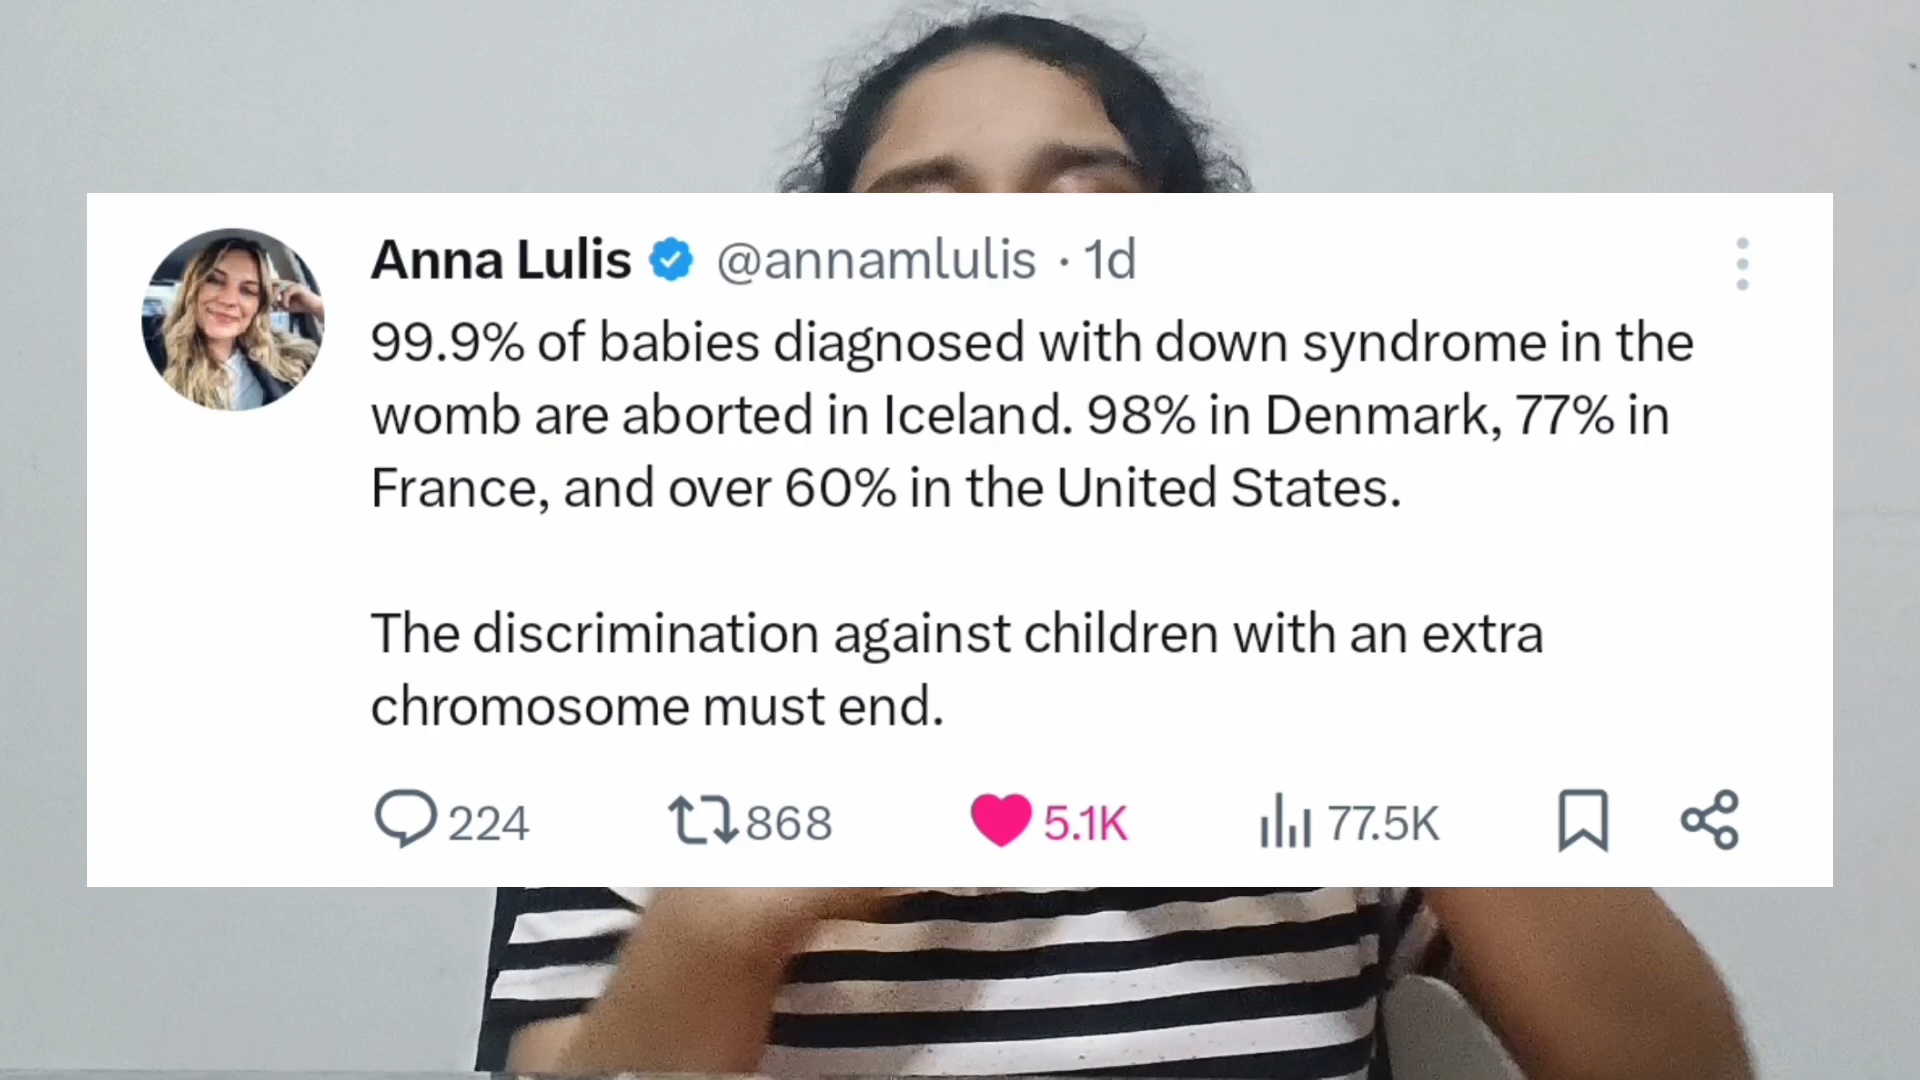 Anna Lulis @annamlulis · 1d
99.9% of babies diagnosed with down syndrome in the
womb are aborted in Iceland. 98% in Denmark, 77% in
France, and over 60% in the United States.
The discrimination against children with an extra
chromosome must end.
224 868 5.1K 77.5K